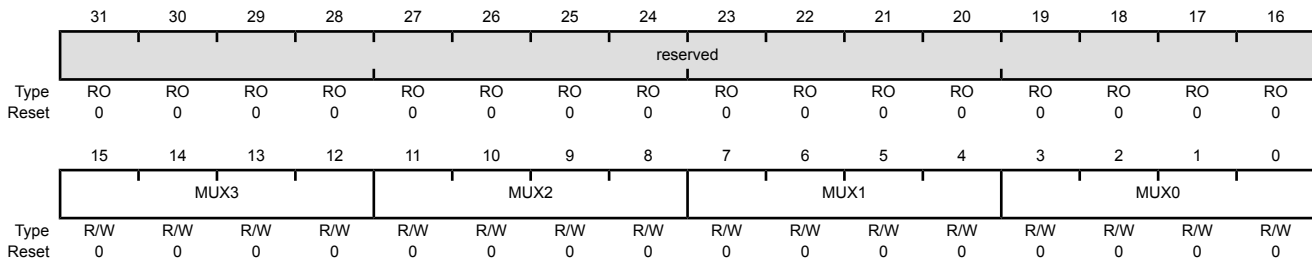 31 30 29 28 27 26 25 24 23 22 21 20 19 18 17 16
reserved
Type RO RO RO RO RO RO RO RO RO RO RO RO RO RO RO RO
Reset 0 0 0 0 0 0 0 0 0 0 0 0 0 0 0 0
15 14 13 12 11 10 9 8 7 6 5 4 3 2 1 0
MUX3 MUX2 MUX1 MUX0
Type R/W R/W R/W R/W R/W R/W R/W R/W R/W R/W R/W R/W R/W R/W R/W R/W
Reset 0 0 0 0 0 0 0 0 0 0 0 0 0 0 0 0